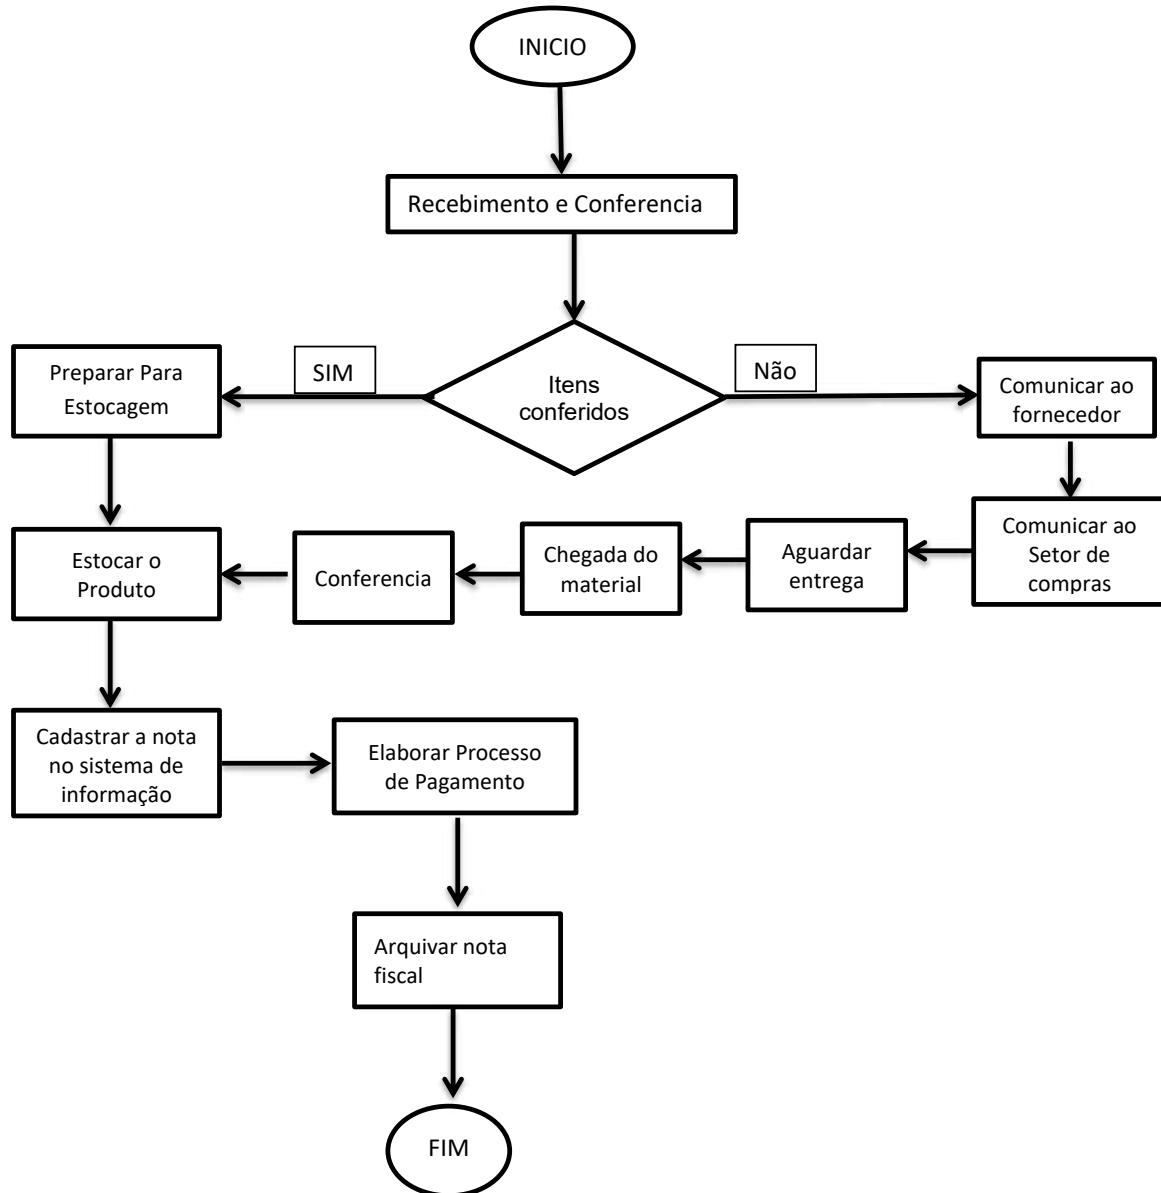 INICIO
Recebimento e Conferencia
Preparar Para
Estocagem
SIM
Itens
conferidos
Não
Comunicar ao
fornecedor
Estocar o
Produto
Conferencia
Chegada do
material
Aguardar
entrega
Comunicar ao
Setor de
compras
Cadastrar a nota
no sistema de
informação
Elaborar Processo
de Pagamento
Arquivar nota
fiscal
FIM